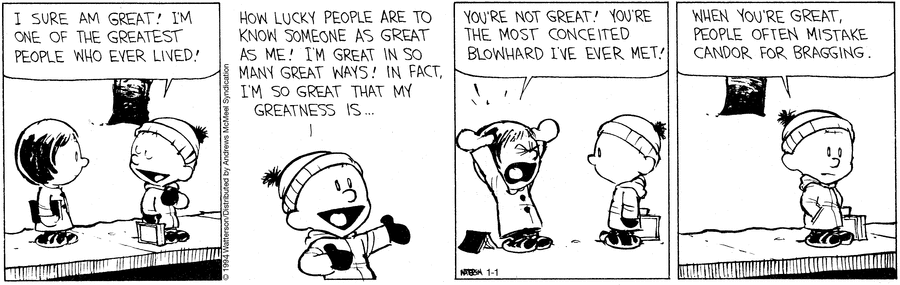 I SURE AM GREAT! I'M
ONE OF THE GREATEST
PEOPLE WHO EVER LIVED!
© 1994 Watterson/Distributed by Andrews McMeel Syndication
HOW LUCKY PEOPLE ARE TO
KNOW SOMEONE AS GREAT
AS ME! I'M GREAT IN SO
MANY GREAT WAYS! IN FACT,
I'M SO GREAT THAT MY
GREATNESS IS...
YOU'RE NOT GREAT! YOU'RE
THE MOST CONCEITED
BLOWHARD I'VE EVER MET!
WATTERSON 1-1
WHEN YOU'RE GREAT,
PEOPLE OFTEN MISTAKE
CANDOR FOR BRAGGING.